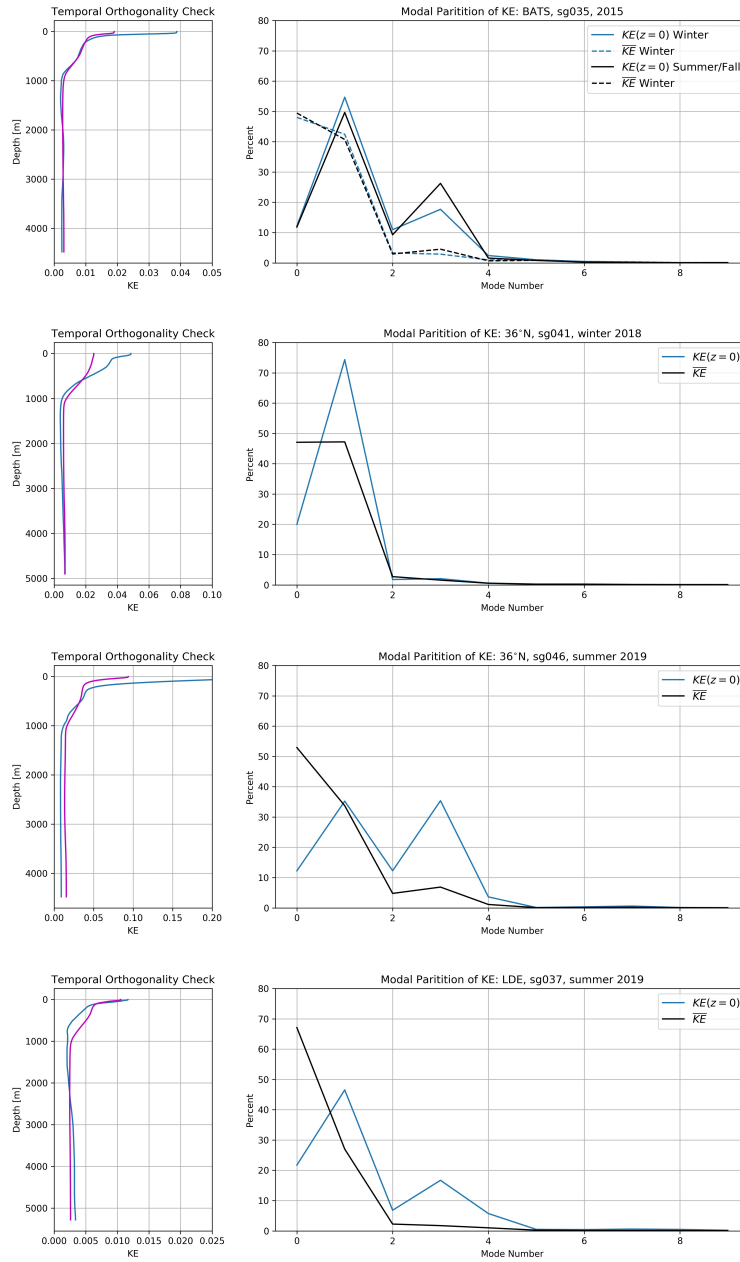 Temporal Orthogonality Check
0
1000
2000
3000
4000
Depth [m]
0.00 0.01 0.02 0.03 0.04 0.05
KE
Modal Paritition of KE: BATS, sg035, 2015
80
70
60
50
40
30
20
10
0
Percent
KE(z = 0) Winter
K̅E̅ Winter
KE(z = 0) Summer/Fall
K̅E̅ Winter
0 2 4 6 8
Mode Number
Temporal Orthogonality Check
0
1000
2000
3000
4000
5000
Depth [m]
0.00 0.02 0.04 0.06 0.08 0.10
KE
Modal Paritition of KE: 36°N, sg041, winter 2018
80
70
60
50
40
30
20
10
0
Percent
KE(z = 0)
K̅E̅
0 2 4 6 8
Mode Number
Temporal Orthogonality Check
0
1000
2000
3000
4000
Depth [m]
0.00 0.05 0.10 0.15 0.20
KE
Modal Paritition of KE: 36°N, sg046, summer 2019
80
70
60
50
40
30
20
10
0
Percent
KE(z = 0)
K̅E̅
0 2 4 6 8
Mode Number
Temporal Orthogonality Check
0
1000
2000
3000
4000
5000
Depth [m]
0.000 0.005 0.010 0.015 0.020 0.025
KE
Modal Paritition of KE: LDE, sg037, summer 2019
80
70
60
50
40
30
20
10
0
Percent
KE(z = 0)
K̅E̅
0 2 4 6 8
Mode Number